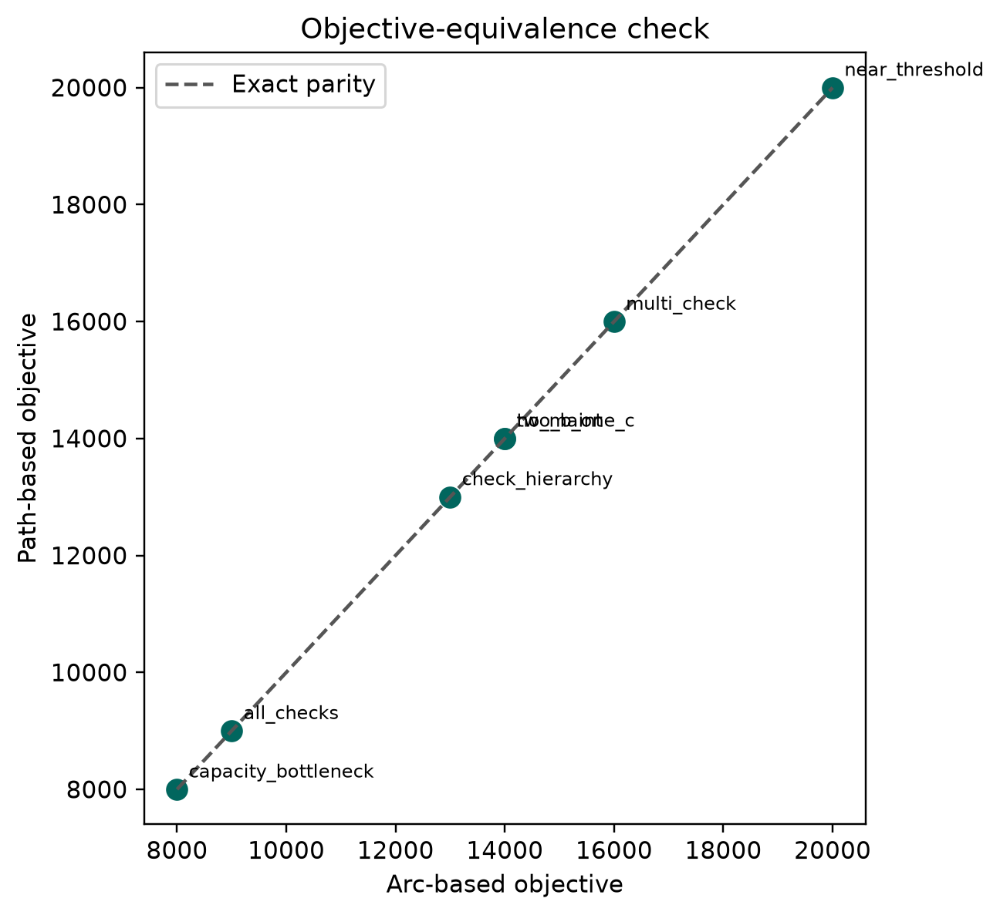 Objective-equivalence check
Exact parity
near_threshold
multi_check
check_hierarchy
all_checks
capacity_bottleneck
20000
18000
16000
14000
12000
10000
8000
Path-based objective
8000
10000
12000
14000
16000
18000
20000
Arc-based objective